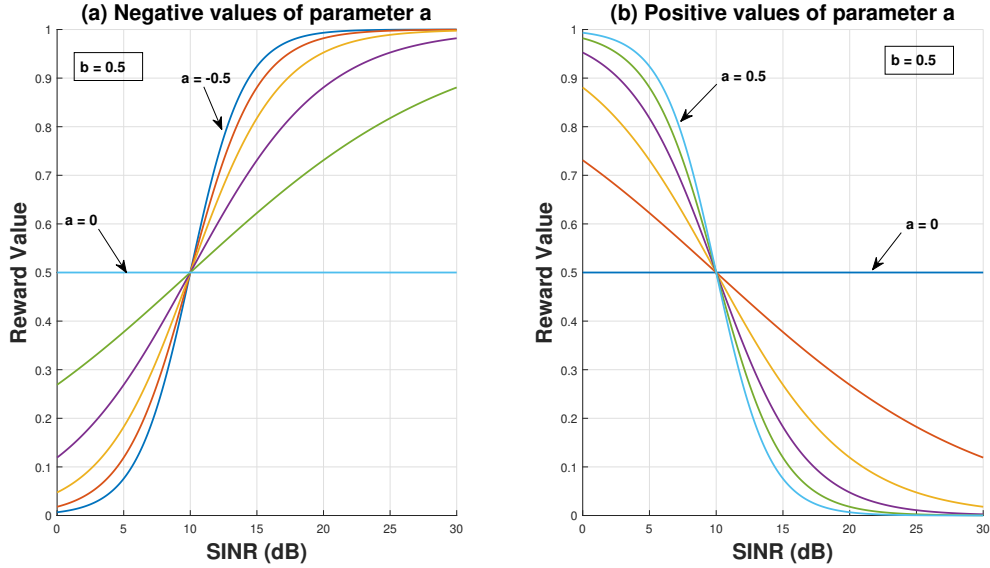 (a) Negative values of parameter a
1
0.9
0.8
0.7
0.6
0.5
0.4
0.3
0.2
0.1
0
Reward Value
b = 0.5
a = -0.5
a = 0
0 5 10 15 20 25 30
SINR (dB)
(b) Positive values of parameter a
1
0.9
0.8
0.7
0.6
0.5
0.4
0.3
0.2
0.1
0
Reward Value
b = 0.5
a = 0.5
a = 0
0 5 10 15 20 25 30
SINR (dB)